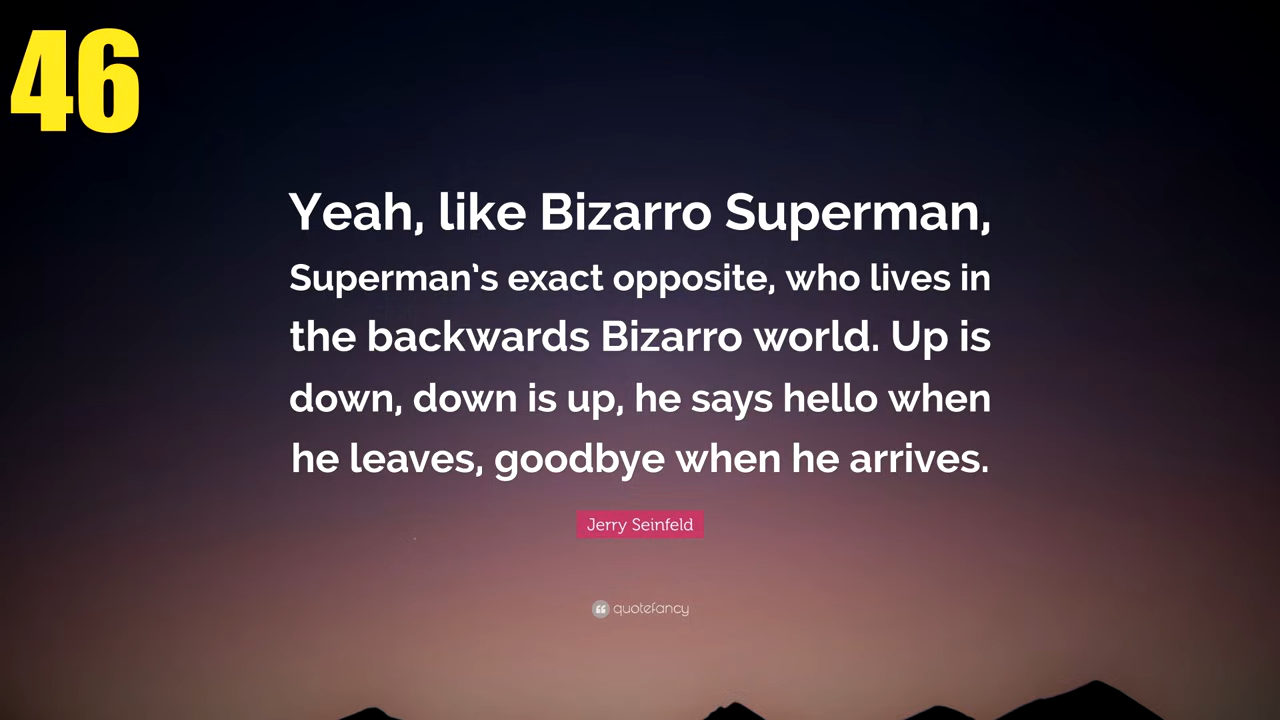 46
Yeah, like Bizarro Superman,
Superman’s exact opposite, who lives in
the backwards Bizarro world. Up is
down, down is up, he says hello when
he leaves, goodbye when he arrives.
Jerry Seinfeld
quotefancy